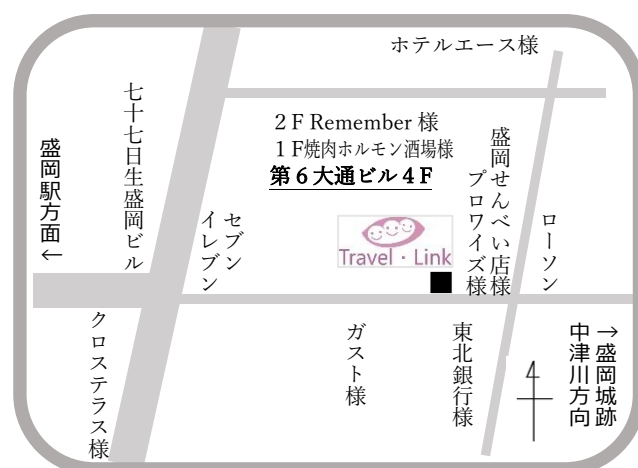 ホテルエース様
七十七日生盛岡ビル
盛岡駅方面←
2F Remember 様
1F焼肉ホルモン酒場様
第6大通ビル4F
セブン
イレブン
Travel・Link
盛岡せんべい店様
プロワイズ様
ローソン
クロステラス様
ガスト様
東北銀行様
→盛岡城跡
中津川方向
4